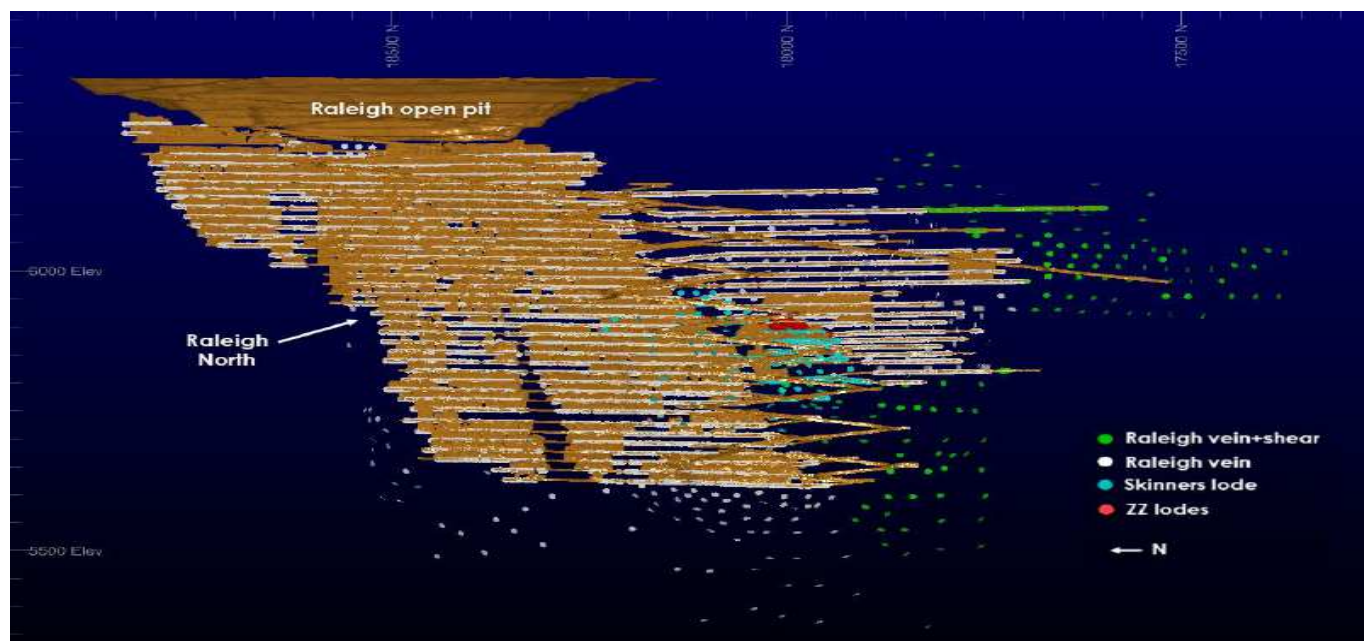 18500 N
18000 N
17500 N
Raleigh open pit
6000 Elev
Raleigh
North
Raleigh vein+shear
Raleigh vein
Skinners lode
ZZ lodes
N
5500 Elev